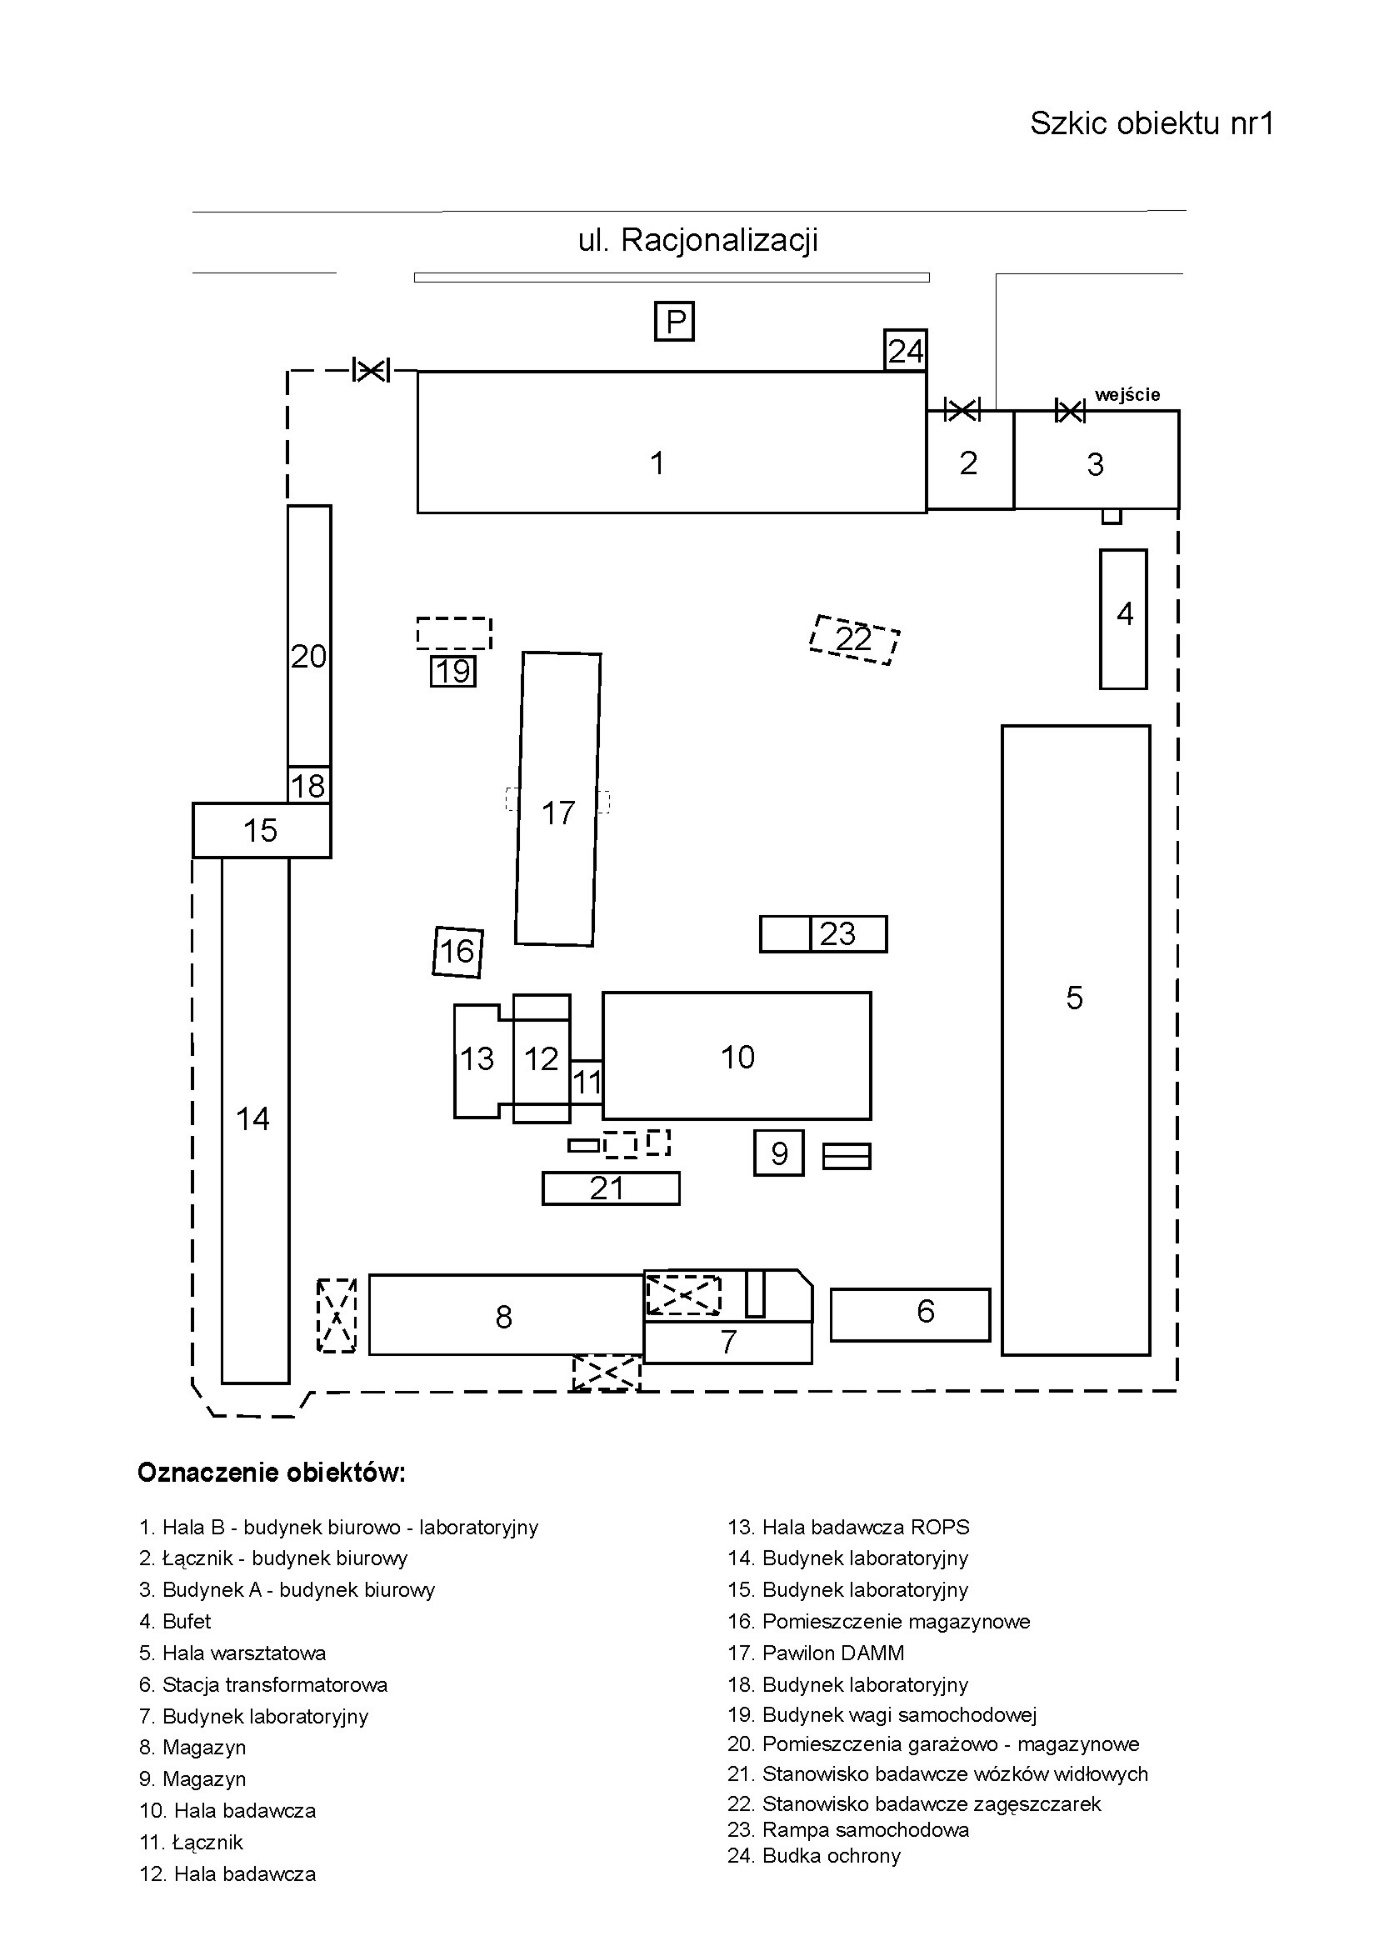 Szkic obiektu nr1
ul. Racjonalizacji
P
24
wejście
1
2
3
4
22
20
19
18
17
15
23
16
5
13
12
11
10
14
9
21
8
7
6
Oznaczenie obiektów:
1. Hala B - budynek biurowo - laboratoryjny
2. Łącznik - budynek biurowy
3. Budynek A - budynek biurowy
4. Bufet
5. Hala warsztatowa
6. Stacja transformatorowa
7. Budynek laboratoryjny
8. Magazyn
9. Magazyn
10. Hala badawcza
11. Łącznik
12. Hala badawcza
13. Hala badawcza ROPS
14. Budynek laboratoryjny
15. Budynek laboratoryjny
16. Pomieszczenie magazynowe
17. Pawilon DAMM
18. Budynek laboratoryjny
19. Budynek wagi samochodowej
20. Pomieszczenia garażowo - magazynowe
21. Stanowisko badawcze wózków widłowych
22. Stanowisko badawcze zagęszczarek
23. Rampa samochodowa
24. Budka ochrony